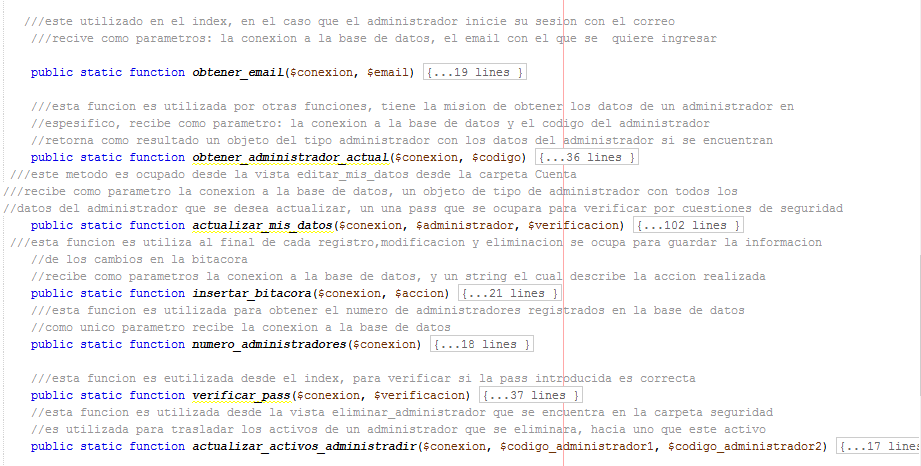 ///este utilizado en el index, en el caso que el administrador inicie su sesion con el correo
///recive como parametros: la conexion a la base de datos, el email con el que se  quiere ingresar
public static function obtener_email($conexion, $email) {...19 lines }
///esta funcion es utilizada por otras funciones, tiene la mision de obtener los datos de un administrador en
//espesifico, recibe como parametro: la conexion a la base de datos y el codigo del administrador
//retorna como resultado un objeto del tipo administrador con los datos del administrador si se encuentran
public static function obtener_administrador_actual($conexion, $codigo) {...36 lines }
///este metodo es ocupado desde la vista editar_mis_datos desde la carpeta Cuenta
///recibe como parametro la conexion a la base de datos, un objeto de tipo de administrador con todos los
//datos del administrador que se desea actualizar, un una pass que se ocupara para verificar por cuestiones de seguridad
public static function actualizar_mis_datos($conexion, $administrador, $verificacion) {...102 lines }
///esta funcion es utiliza al final de cada registro,modificacion y eliminacion se ocupa para guardar la informacion
//de los cambios en la bitacora
//recibe como parametros la conexion a la base de datos, y un string el cual describe la accion realizada
public static function insertar_bitacora($conexion, $accion) {...21 lines }
///esta funcion es utilizada para obtener el numero de administradores registrados en la base de datos
//como unico parametro recibe la conexion a la base de datos
public static function numero_administradores($conexion) {...18 lines }
///esta funcion es eutilizada desde el index, para verificar si la pass introducida es correcta
public static function verificar_pass($conexion, $verificacion) {...37 lines }
//esta funcion es utilizada desde la vista eliminar_administrador que se encuentra en la carpeta seguridad
//es utilizada para trasladar los activos de un administrador que se eliminara, hacia uno que este activo
public static function actualizar_activos_administradir($conexion, $codigo_administrador1, $codigo_administrador2) {...17 lines